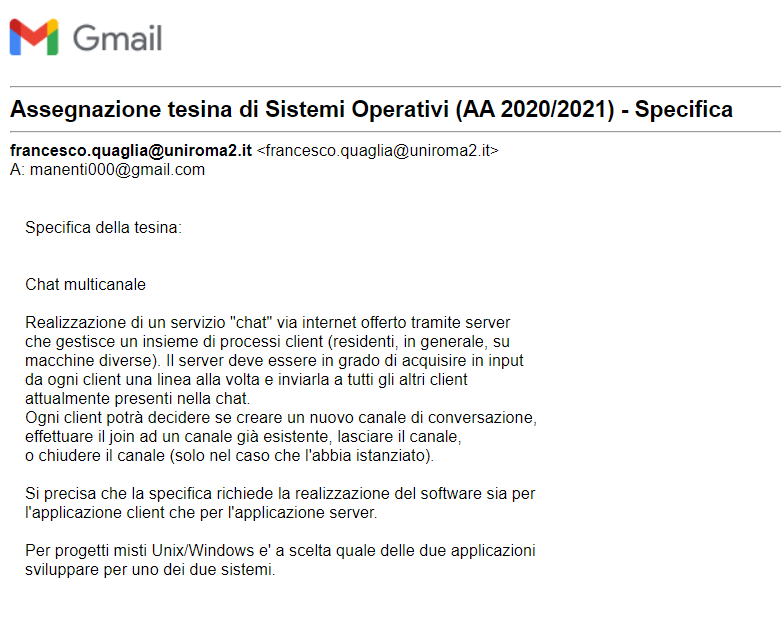 Gmail
Assegnazione tesina di Sistemi Operativi (AA 2020/2021) - Specifica
francesco.quaglia@uniroma2.it <francesco.quaglia@uniroma2.it>
A: manenti000@gmail.com
Specifica della tesina:
Chat multicanale
Realizzazione di un servizio "chat" via internet offerto tramite server
che gestisce un insieme di processi client (residenti, in generale, su
macchine diverse). Il server deve essere in grado di acquisire in input
da ogni client una linea alla volta e inviarla a tutti gli altri client
attualmente presenti nella chat.
Ogni client potrà decidere se creare un nuovo canale di conversazione,
effettuare il join ad un canale già esistente, lasciare il canale,
o chiudere il canale (solo nel caso che l'abbia istanziato).
Si precisa che la specifica richiede la realizzazione del software sia per
l'applicazione client che per l'applicazione server.
Per progetti misti Unix/Windows e' a scelta quale delle due applicazioni
sviluppare per uno dei due sistemi.